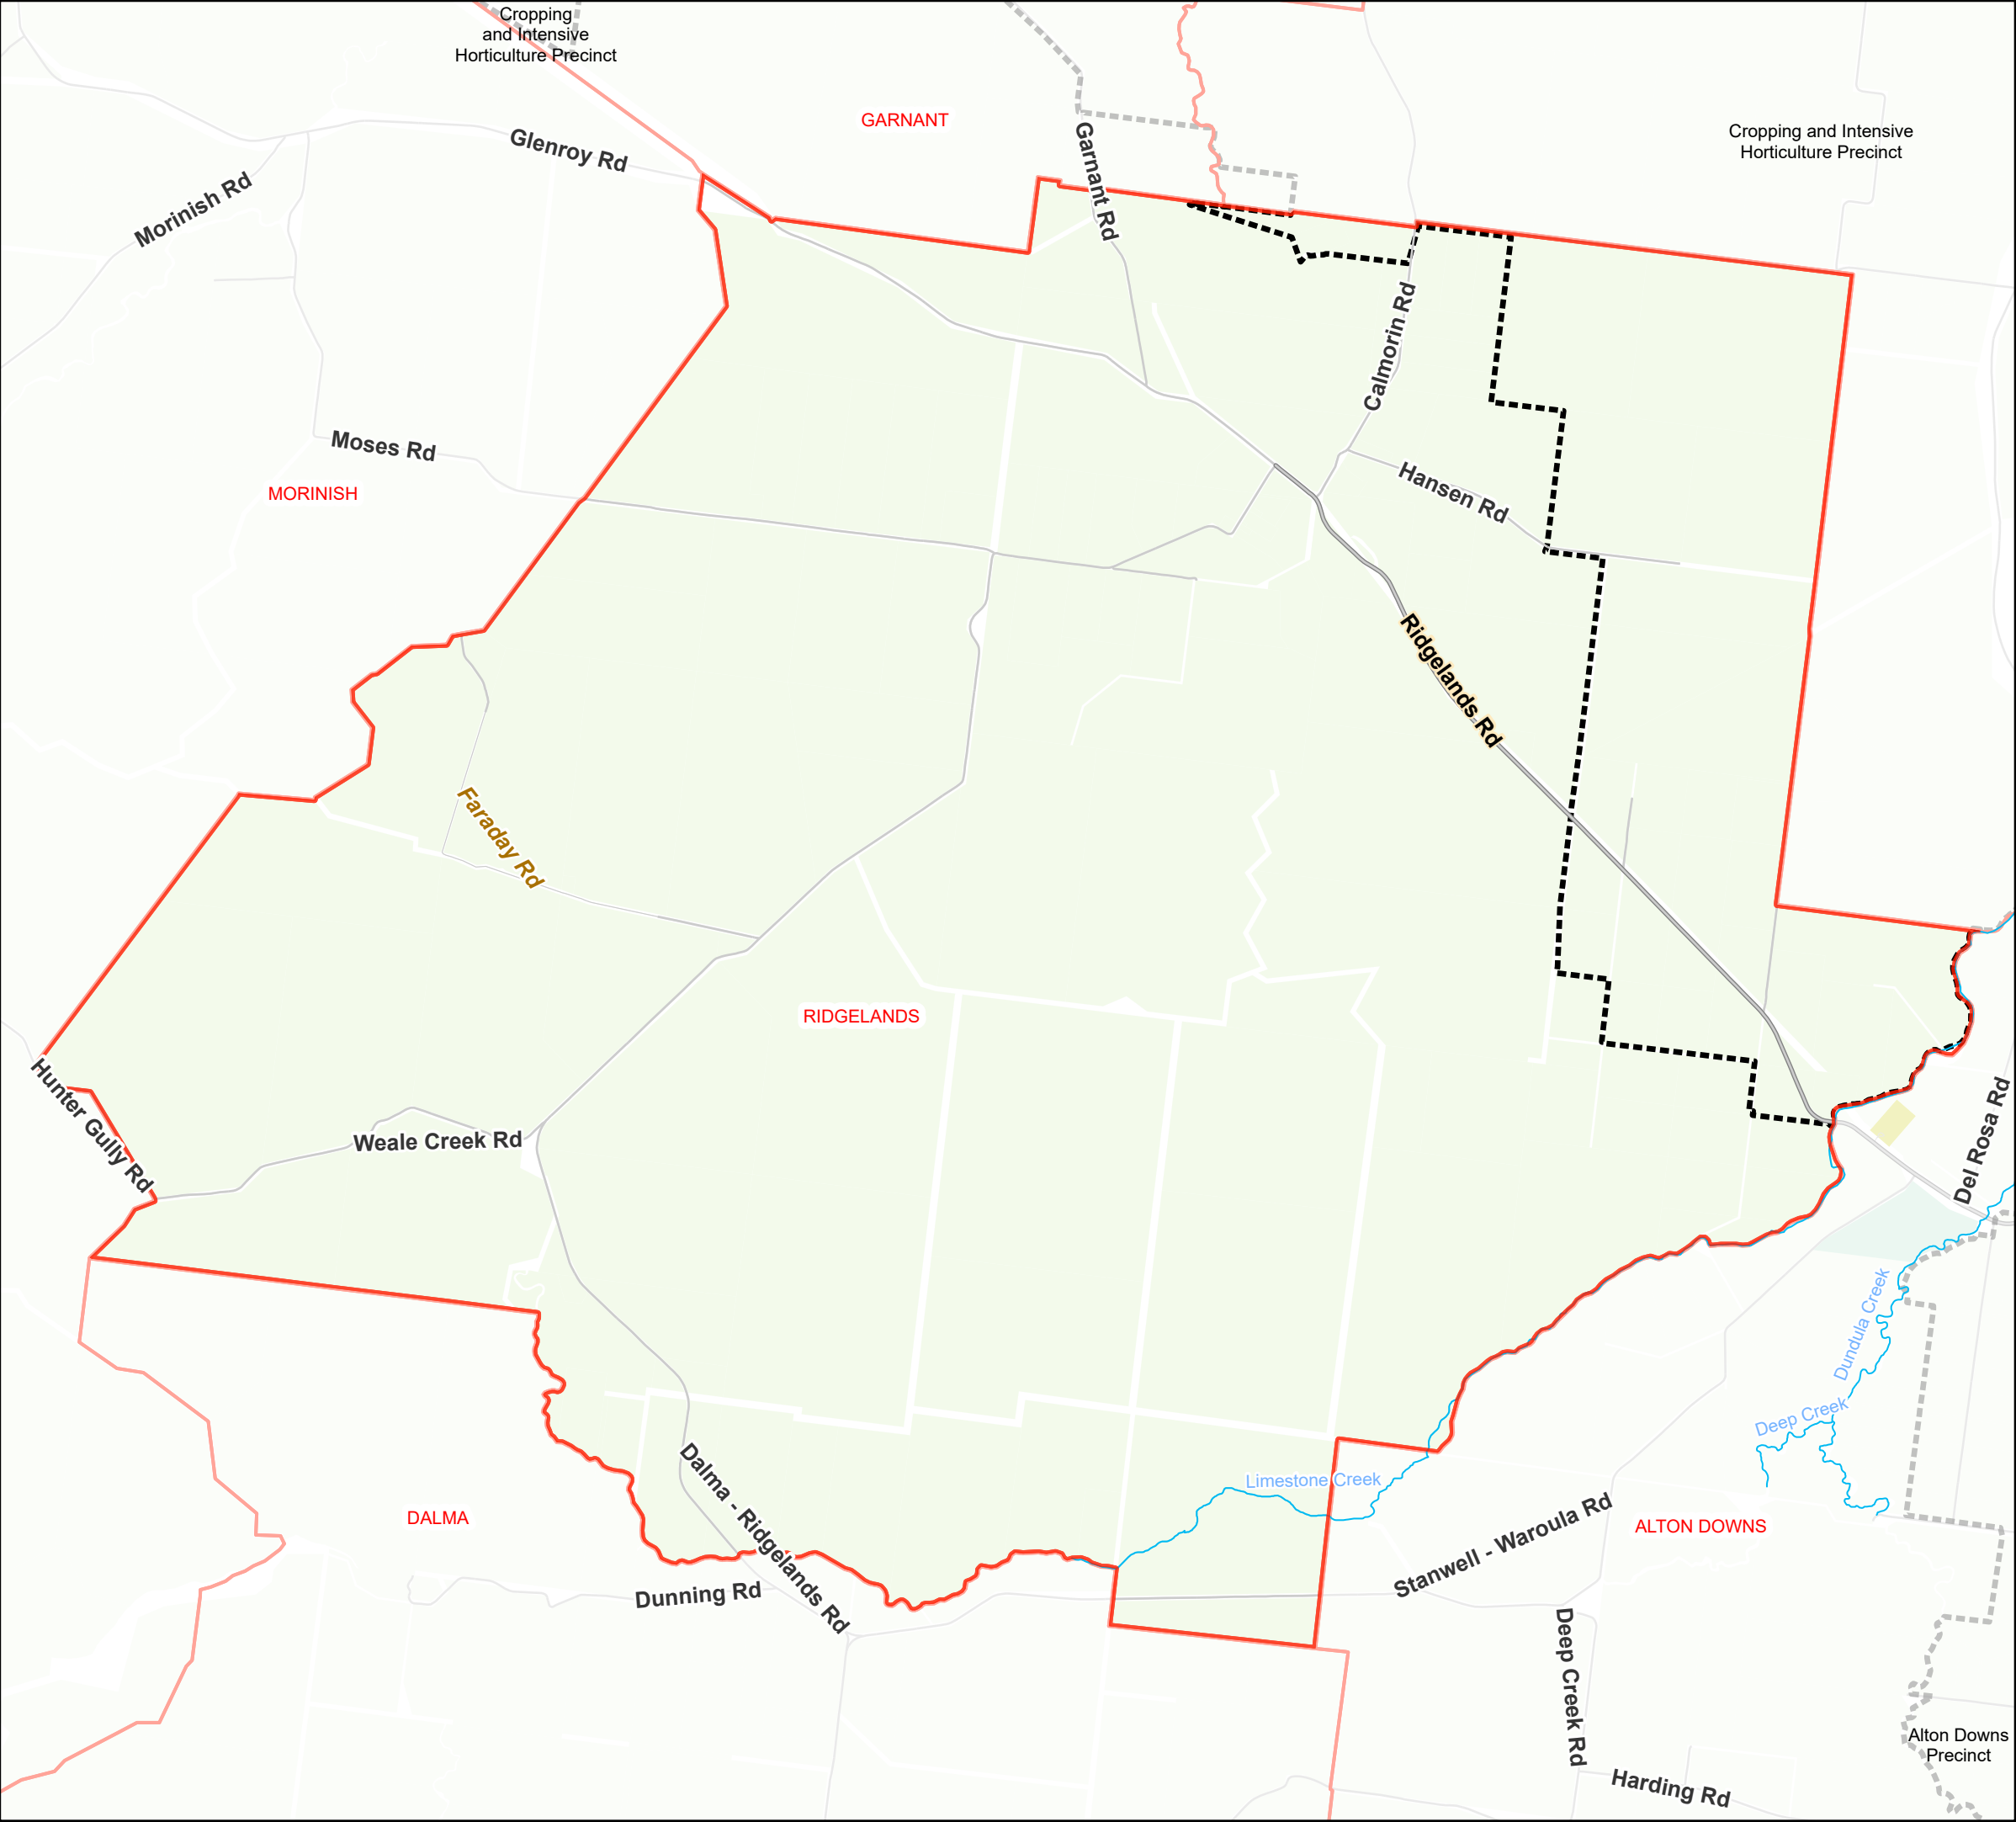 Cropping
and Intensive
Horticulture Precinct
GARNANT
Cropping and Intensive
Horticulture Precinct
Glenroy Rd
Garnant Rd
Morinish Rd
Calmorin Rd
Moses Rd
MORINISH
Hansen Rd
Ridgelands Rd
Faraday Rd
RIDGELANDS
Hunter Gully Rd
Weale Creek Rd
Del Rosa Rd
Dundula Creek
Deep Creek
Limestone Creek
DALMA
Dalma - Ridgelands Rd
Stanwell - Waroula Rd
ALTON DOWNS
Dunning Rd
Deep Creek Rd
Alton Downs
Precinct
Harding Rd